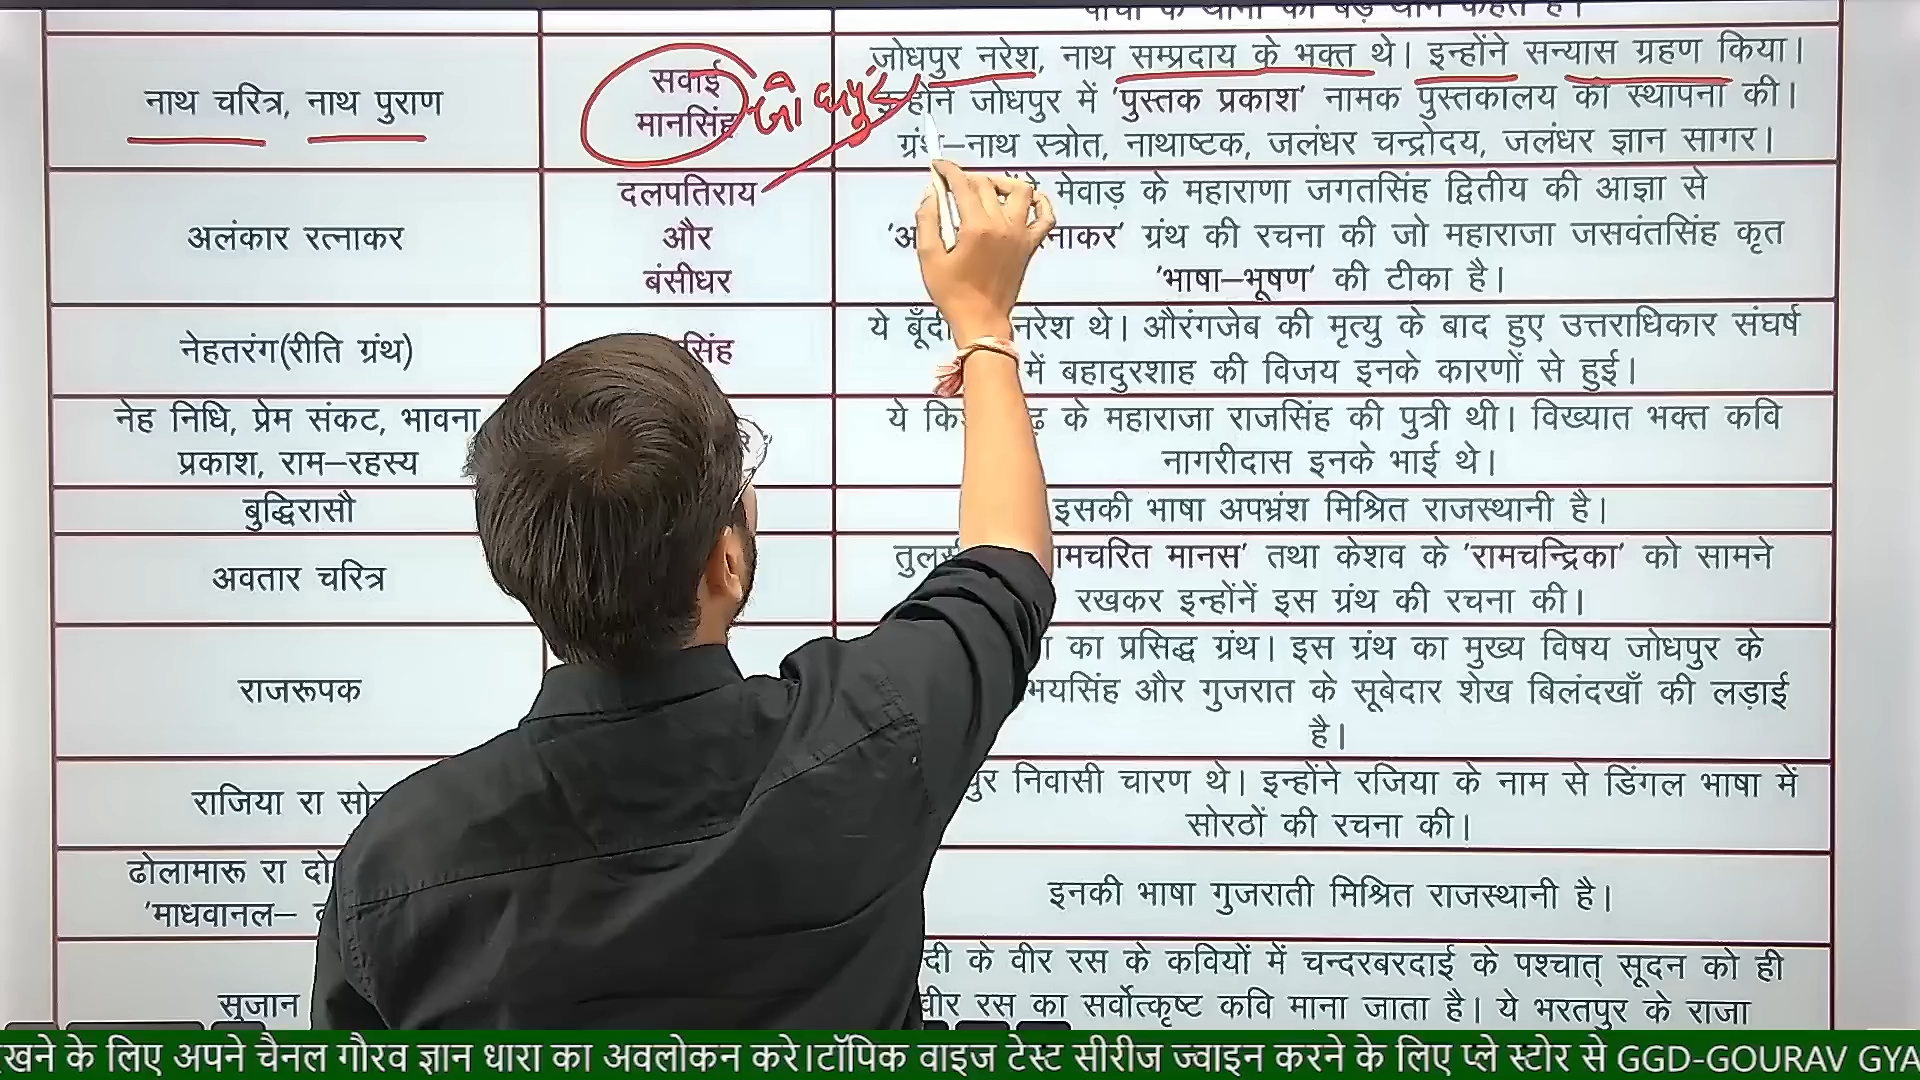 नाथ चरित्र, नाथ पुराण
सवाई
मानसिंह
जोधपुर
जोधपुर नरेश, नाथ सम्प्रदाय के भक्त थे। इन्होंने सन्यास ग्रहण किया।
जोधपुर में 'पुस्तक प्रकाश' नामक पुस्तकालय की स्थापना की।
ग्रंथ–नाथ स्त्रोत, नाथाष्टक, जलंधर चन्द्रोदय, जलंधर ज्ञान सागर।
अलंकार रत्नाकर
दलपतिराय
और
बंसीधर
मेवाड़ के महाराणा जगतसिंह द्वितीय की आज्ञा से
ग्रंथ की रचना की जो महाराजा जसवंतसिंह कृत
'भाषा–भूषण' की टीका है।
नेहतरंग(रीति ग्रंथ)
सिंह
ये बूँदी नरेश थे। औरंगजेब की मृत्यु के बाद हुए उत्तराधिकार संघर्ष
में बहादुरशाह की विजय इनके कारणों से हुई।
नेह निधि, प्रेम संकट, भावना
प्रकाश, राम–रहस्य
ये के महाराजा राजसिंह की पुत्री थी। विख्यात भक्त कवि
नागरीदास इनके भाई थे।
बुद्धिरासौ
इसकी भाषा अपभ्रंश मिश्रित राजस्थानी है।
अवतार चरित्र
मानस' तथा केशव के 'रामचन्द्रिका' को सामने
रखकर इन्होंनें इस ग्रंथ की रचना की।
राजरूपक
का प्रसिद्ध ग्रंथ। इस ग्रंथ का मुख्य विषय जोधपुर के
और गुजरात के सूबेदार शेख बिलंदखाँ की लड़ाई
है।
राजिया रा
निवासी चारण थे। इन्होंने रजिया के नाम से डिंगल भाषा में
सोरठों की रचना की।
ढोलामारू रा
'माधवानल–
इनकी भाषा गुजराती मिश्रित राजस्थानी है।
सुजान
के वीर रस के कवियों में चन्दरबरदाई के पश्चात् सूदन को ही
वीर रस का सर्वोत्कृष्ट कवि माना जाता है। ये भरतपुर के राजा
के लिए अपने चैनल गौरव ज्ञान धारा का अवलोकन करे।टॉपिक वाइज टेस्ट सीरीज ज्वाइन करने के लिए प्ले स्टोर से GGD-GOURAV GYA